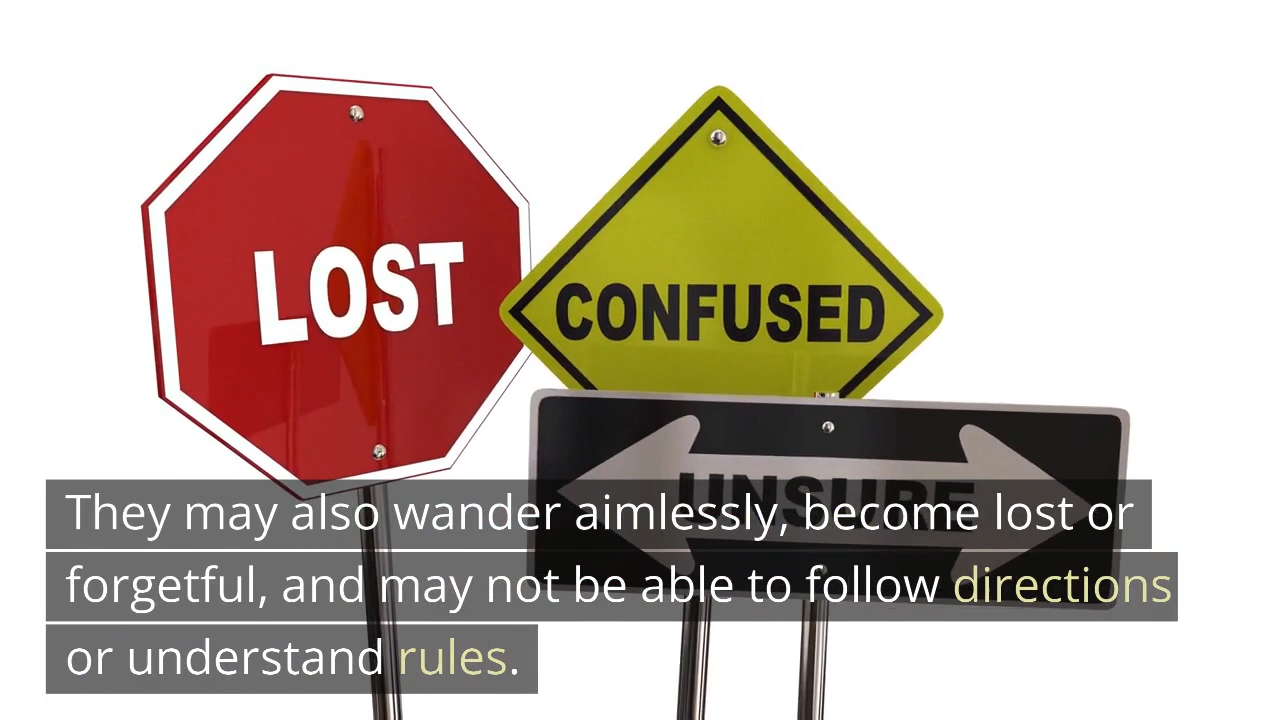 LOST
CONFUSED
UNSURE
They may also wander aimlessly, become lost or
forgetful, and may not be able to follow directions
or understand rules.